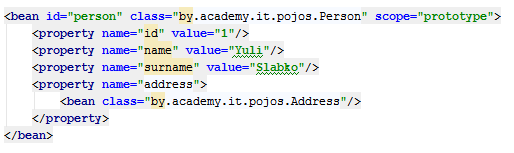 <bean id="person" class="by.academy.it.pojos.Person" scope="prototype">
    <property name="id" value="1"/>
    <property name="name" value="Yuli"/>
    <property name="surname" value="Slabko"/>
    <property name="address">
        <bean class="by.academy.it.pojos.Address"/>
    </property>
</bean>